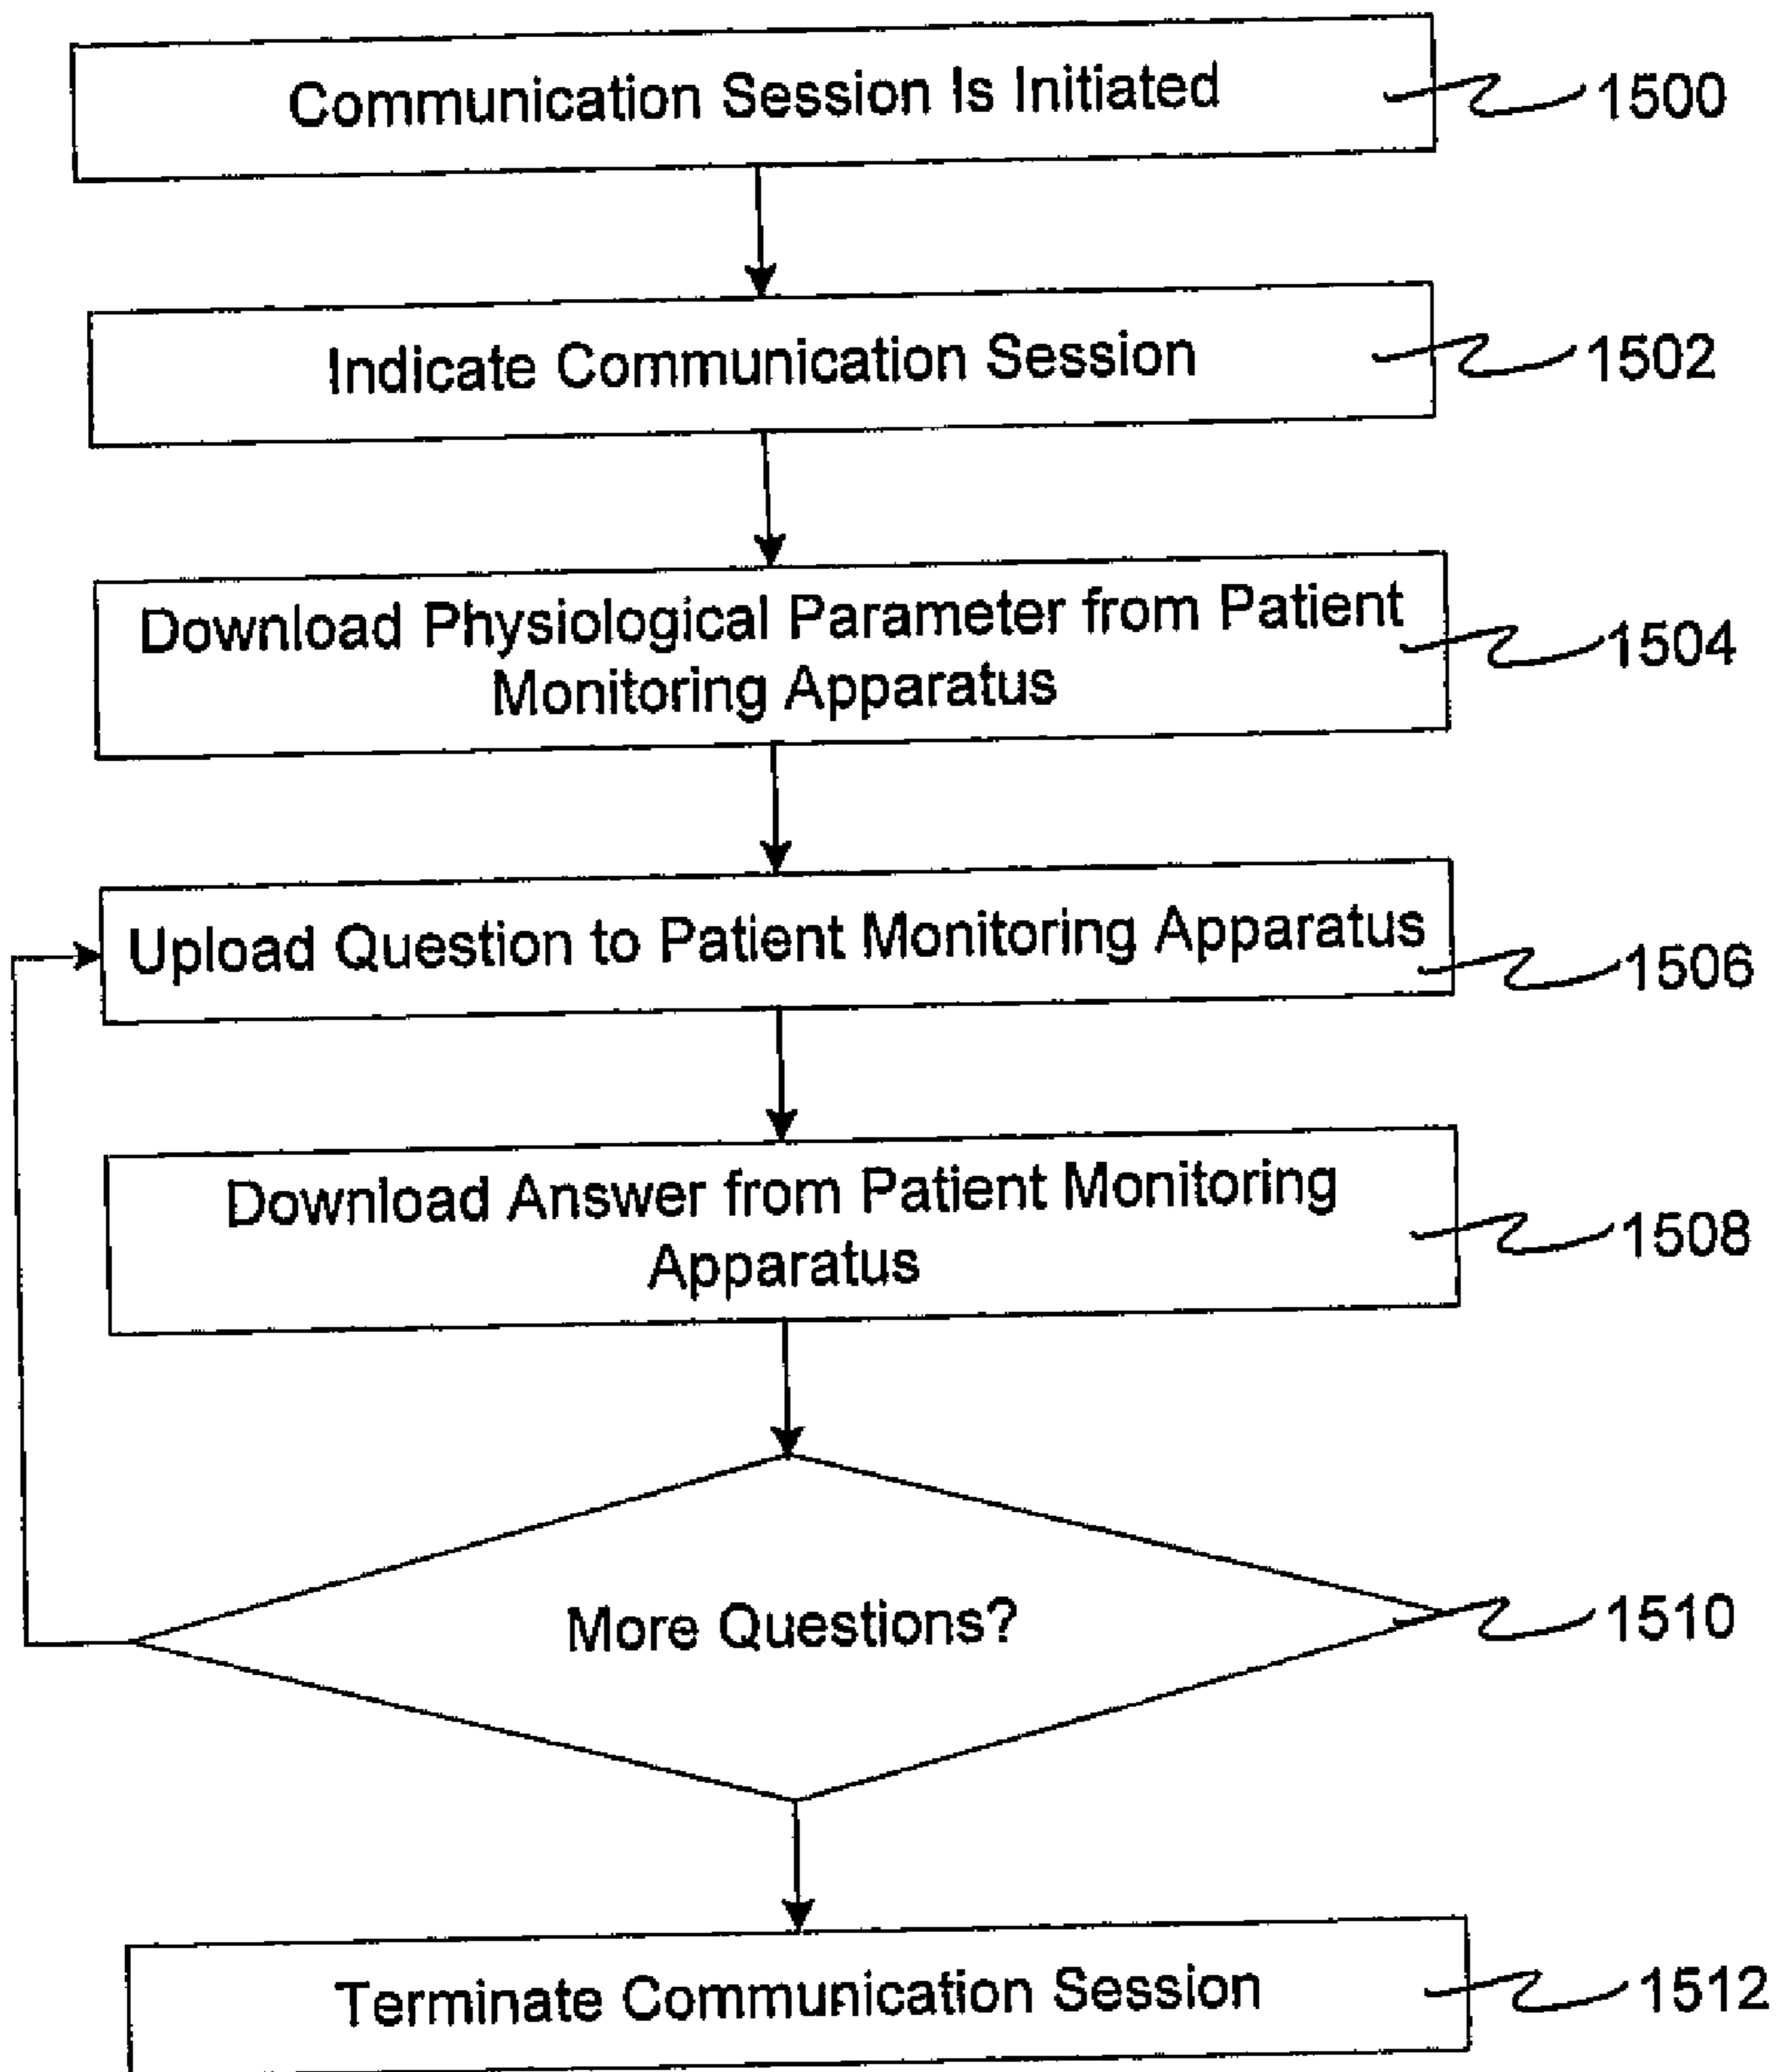 Communication Session Is Initiated
1500
Indicate Communication Session
1502
Download Physiological Parameter from Patient
Monitoring Apparatus
1504
Upload Question to Patient Monitoring Apparatus
1506
Download Answer from Patient Monitoring
Apparatus
1508
More Questions?
1510
Terminate Communication Session
1512